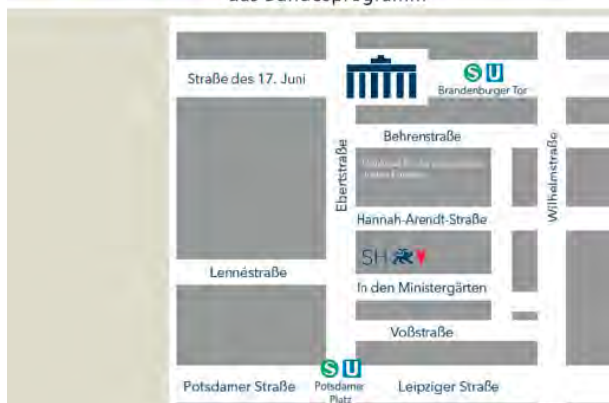 Straße des 17. Juni
S U
Brandenburger Tor
Behrenstraße
Ebertstraße
Wilhelmstraße
Hannah-Arendt-Straße
SH
Lennéstraße
In den Ministergärten
Voßstraße
S U
Potsdamer Straße
Potsdamer
Platz
Leipziger Straße